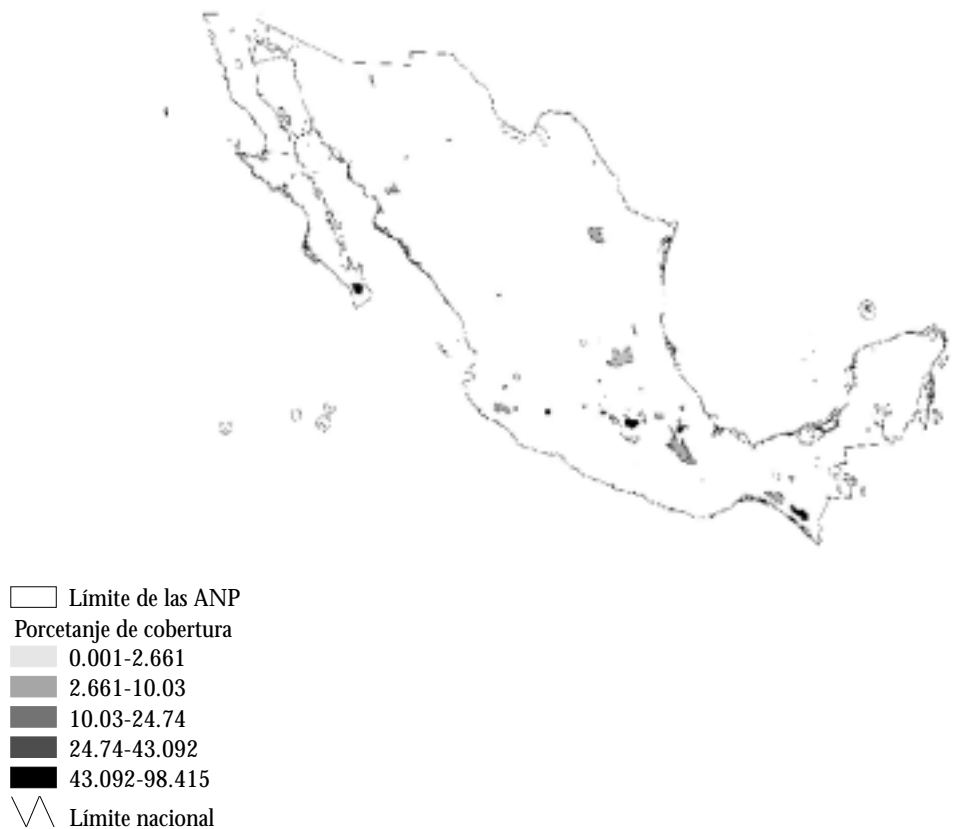 Límite de las ANP
Porcetanje de cobertura
0.001-2.661
2.661-10.03
10.03-24.74
24.74-43.092
43.092-98.415
Límite nacional